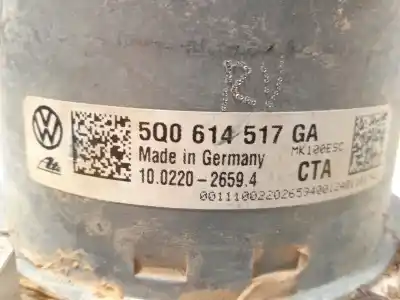 5Q0 614 517 GA
Made in Germany
MK100ESC
10.0220-2659.4
CTA